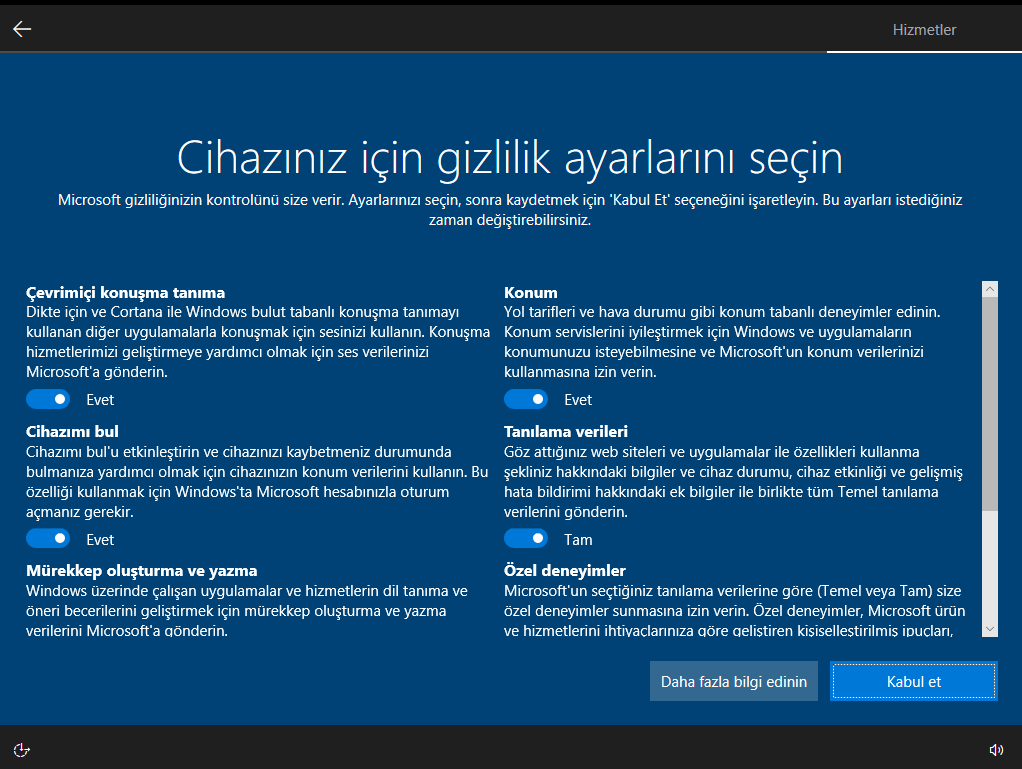 Hizmetler
Cihazınız için gizlilik ayarlarını seçin
Microsoft gizliliğinizin kontrolünü size verir. Ayarlarınızı seçin, sonra kaydetmek için 'Kabul Et' seçeneğini işaretleyin. Bu ayarları istediğiniz
zaman değiştirebilirsiniz.
Çevrimiçi konuşma tanıma
Dikte için ve Cortana ile Windows bulut tabanlı konuşma tanımayı
kullanan diğer uygulamalarla konuşmak için sesinizi kullanın. Konuşma
hizmetlerimizi geliştirmeye yardımcı olmak için ses verilerinizi
Microsoft'a gönderin.
Evet
Konum
Yol tarifleri ve hava durumu gibi konum tabanlı deneyimler edinin.
Konum servislerini iyileştirmek için Windows ve uygulamaların
konumunuzu isteyebilmesine ve Microsoft'un konum verilerinizi
kullanmasına izin verin.
Evet
Cihazımı bul
Cihazımı bul'u etkinleştirin ve cihazınızı kaybetmeniz durumunda
bulmanıza yardımcı olmak için cihazınızın konum verilerini kullanın. Bu
özelliği kullanmak için Windows'ta Microsoft hesabınızla oturum
açmanız gerekir.
Evet
Tanılama verileri
Göz attığınız web siteleri ve uygulamalar ile özellikleri kullanma
şekliniz hakkındaki bilgiler ve cihaz durumu, cihaz etkinliği ve gelişmiş
hata bildirimi hakkındaki ek bilgiler ile birlikte tüm Temel tanılama
verilerini gönderin.
Tam
Mürekkep oluşturma ve yazma
Windows üzerinde çalışan uygulamalar ve hizmetlerin dil tanıma ve
öneri becerilerini geliştirmek için mürekkep oluşturma ve yazma
verilerini Microsoft'a gönderin.
Özel deneyimler
Microsoft'un seçtiğiniz tanılama verilerine göre (Temel veya Tam) size
özel deneyimler sunmasına izin verin. Özel deneyimler, Microsoft ürün
ve hizmetlerini ihtiyaçlarınıza göre geliştiren kişiselleştirilmiş ipuçları,
Daha fazla bilgi edinin
Kabul et